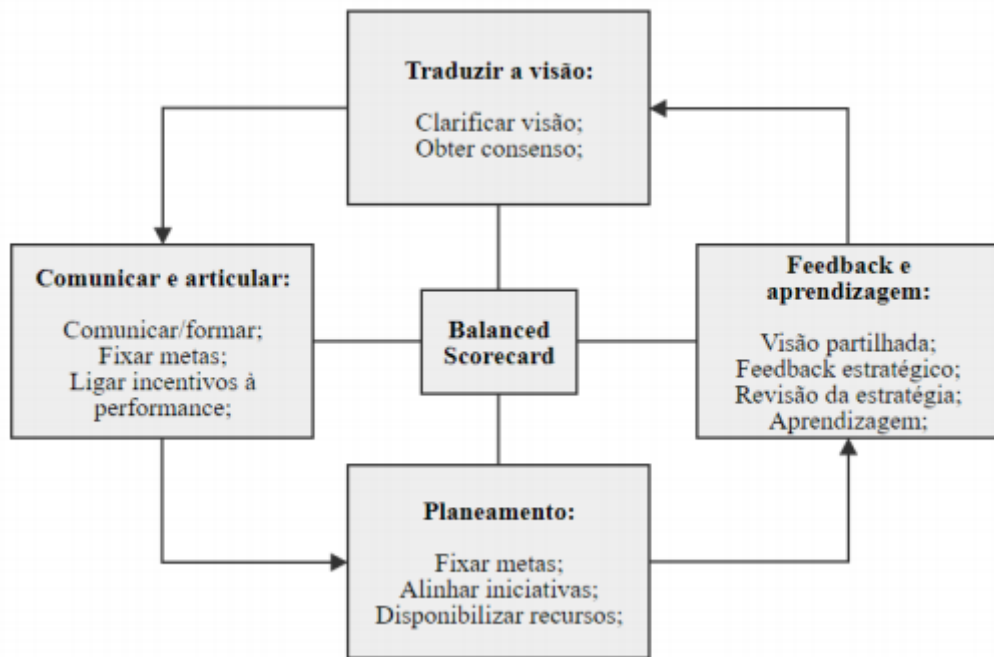 Traduzir a visão:
Clarificar visão;
Obter consenso;
Comunicar e articular:
Comunicar/formar;
Fixar metas;
Ligar incentivos à
performance;
Balanced
Scorecard
Feedback e
aprendizagem:
Visão partilhada;
Feedback estratégico;
Revisão da estratégia;
Aprendizagem;
Planeamento:
Fixar metas;
Alinhar iniciativas;
Disponibilizar recursos;